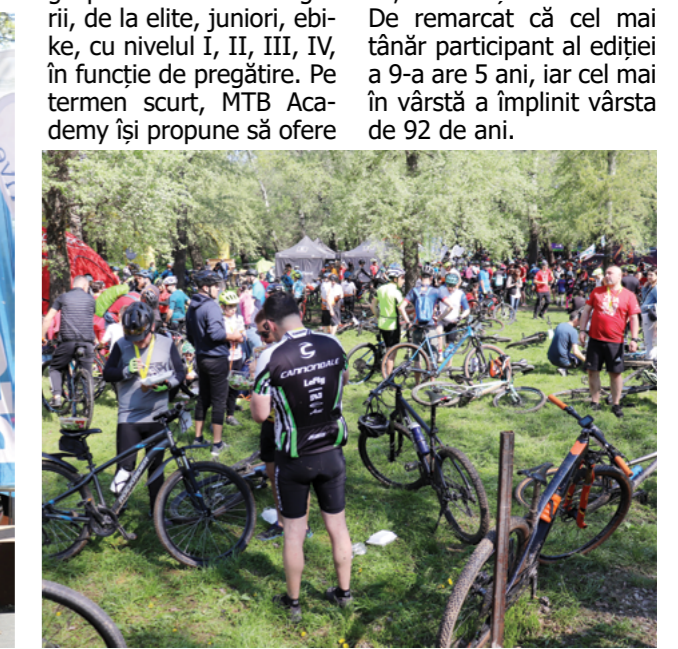 rii, de la elite, juniori, ebi-
ke, cu nivelul I, II, III, IV,
în funcție de pregătire. Pe
termen scurt, MTB Aca-
demy își propune să ofere
De remarcat că cel mai
tânăr participant al ediției
a 9-a are 5 ani, iar cel mai
în vârstă a împlinit vârsta
de 92 de ani.
CANNONDALE